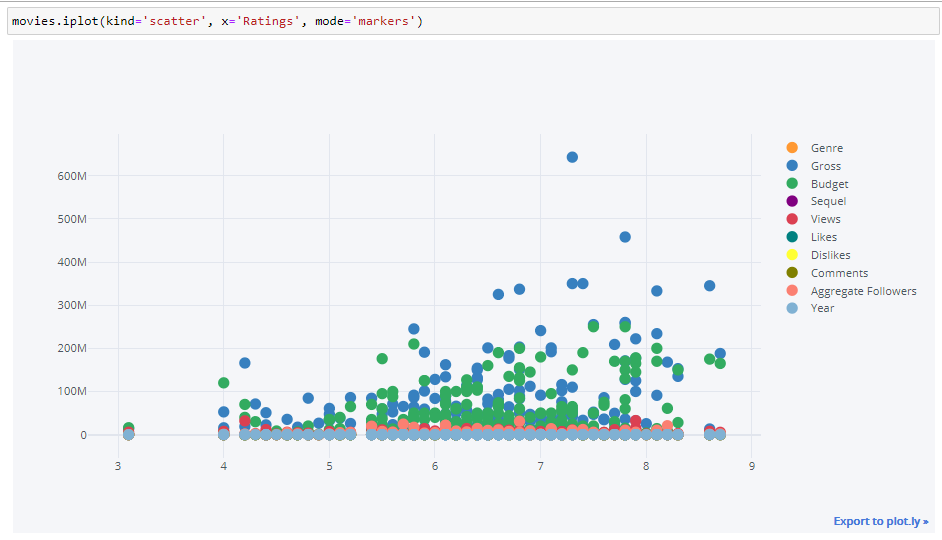 movies.iplot(kind='scatter', x='Ratings', mode='markers')
600M
500M
400M
300M
200M
100M
0
3 4 5 6 7 8 9
Genre
Gross
Budget
Sequel
Views
Likes
Dislikes
Comments
Aggregate Followers
Year
Export to plot.ly »